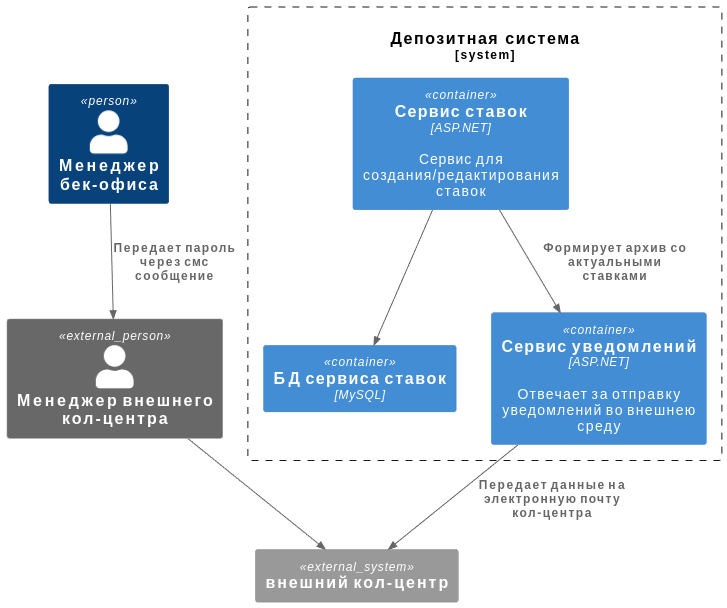 Депозитная система
[system]
«container»
Сервис ставок
[ASP.NET]
Сервис для
создания/редактирования
ставок
«person»
Менеджер
бек-офиса
Передает пароль
через смс
сообщение
Формирует архив со
актуальными
ставками
«external_person»
Менеджер внешнего
кол-центра
«container»
БД сервиса ставок
[MySQL]
«container»
Сервис уведомлений
[ASP.NET]
Отвечает за отправку
уведомлений во внешнею
среду
Передает данные на
электронную почту
кол-центра
«external_system»
внешний кол-центр